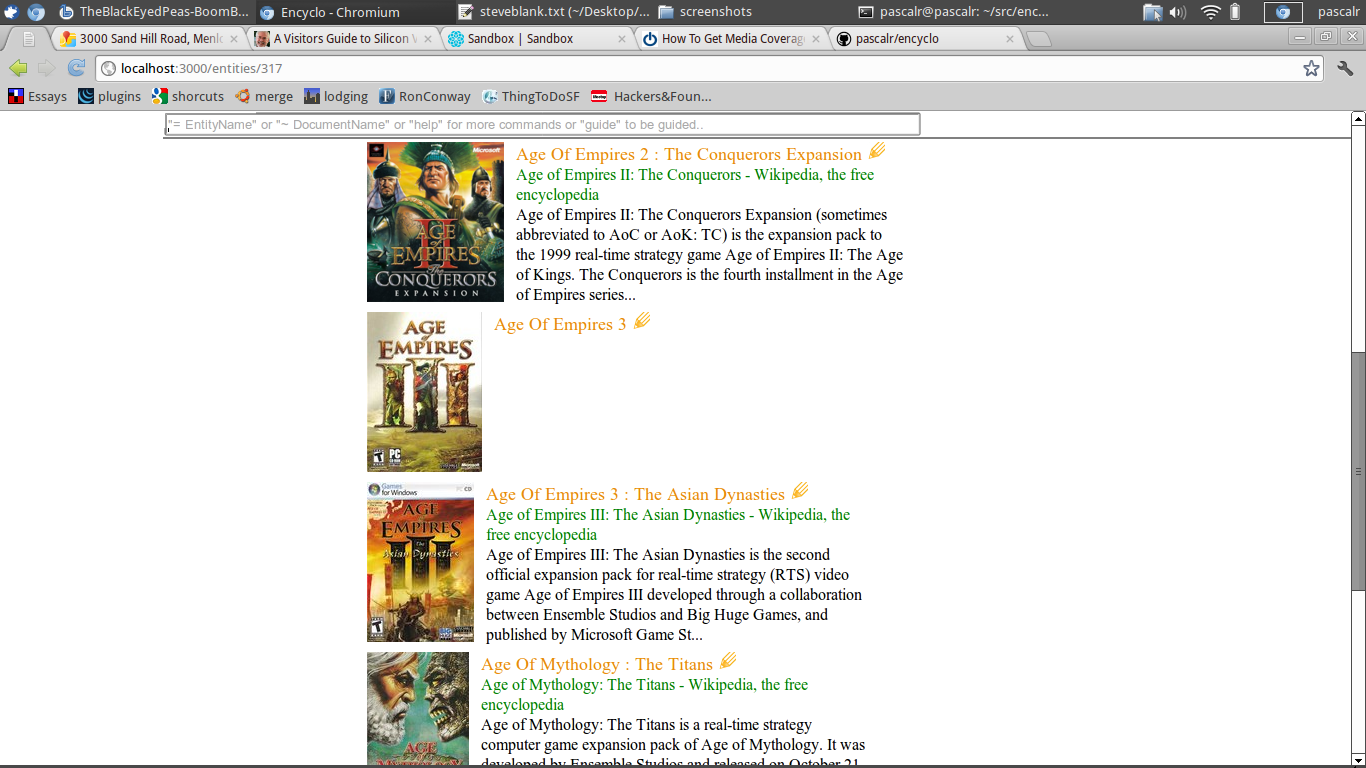 TheBlackEyedPeas-BoomB...
Encyclo - Chromium
steveblank.txt (~/Desktop/...
screenshots
pascalr@pascalr: ~/src/enc...
pascalr
3000 Sand Hill Road, Menlo
A Visitors Guide to Silicon V
Sandbox | Sandbox
How To Get Media Coverage
pascalr/encyclo
localhost:3000/entities/317
Essays
plugins
shorcuts
merge
lodging
RonConway
ThingToDoSF
Hackers&Foun...
"= EntityName" or "~ DocumentName" or "help" for more commands or "guide" to be guided..
Microsoft
AGE
of
EMPIRES
II
The
CONQUERORS
EXPANSION
Age Of Empires 2 : The Conquerors Expansion
Age of Empires II: The Conquerors - Wikipedia, the free
encyclopedia
Age of Empires II: The Conquerors Expansion (sometimes
abbreviated to AoC or AoK: TC) is the expansion pack to
the 1999 real-time strategy game Age of Empires II: The Age
of Kings. The Conquerors is the fourth installment in the Age
of Empires series...
AGE
of
EMPIRES
III
T
PC
Age Of Empires 3
Games
for Windows
PC CD
AGE
of
EMPIRES
III
The
Asian Dynasties
T
Age Of Empires 3 : The Asian Dynasties
Age of Empires III: The Asian Dynasties - Wikipedia, the
free encyclopedia
Age of Empires III: The Asian Dynasties is the second
official expansion pack for real-time strategy (RTS) video
game Age of Empires III developed through a collaboration
between Ensemble Studios and Big Huge Games, and
published by Microsoft Game St...
AGE
Age Of Mythology : The Titans
Age of Mythology: The Titans - Wikipedia, the free
encyclopedia
Age of Mythology: The Titans is a real-time strategy
computer game expansion pack of Age of Mythology. It was
developed by Ensemble Studios and released on October 21